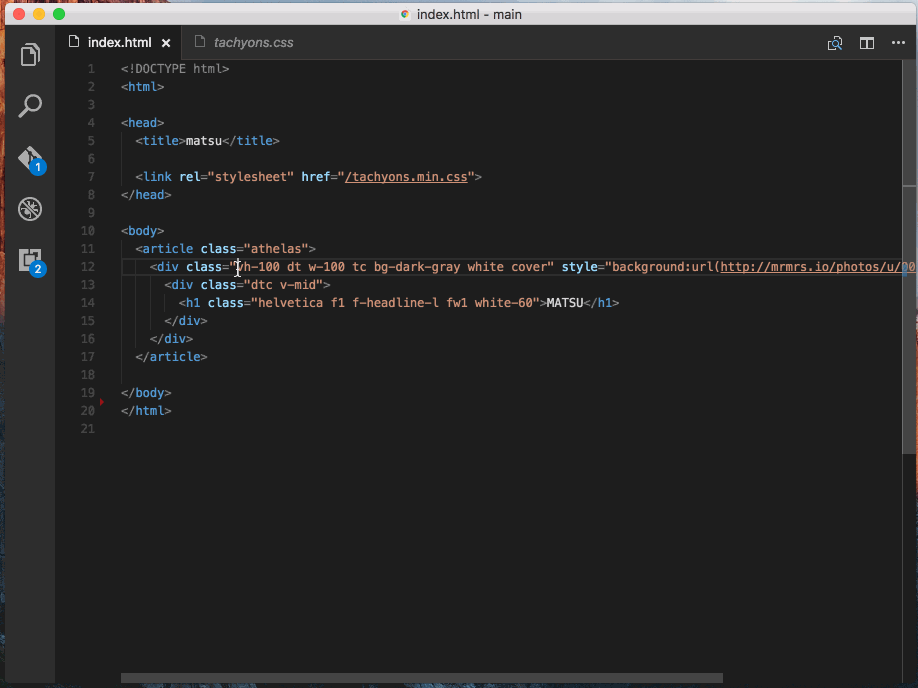 index.html - main
index.html × tachyons.css
1 <!DOCTYPE html>
2 <html>
3
4 <head>
5 <title>matsu</title>
6
7 <link rel="stylesheet" href="/tachyons.min.css">
8 </head>
9
10 <body>
11 <article class="athelas">
12 <div class="vh-100 dt w-100 tc bg-dark-gray white cover" style="background:url(http://mrmrs.io/photos/u/00
13 <div class="dtc v-mid">
14 <h1 class="helvetica f1 f-headline-l fw1 white-60">MATSU</h1>
15 </div>
16 </div>
17 </article>
18
19 </body>
20 </html>
21
1
2